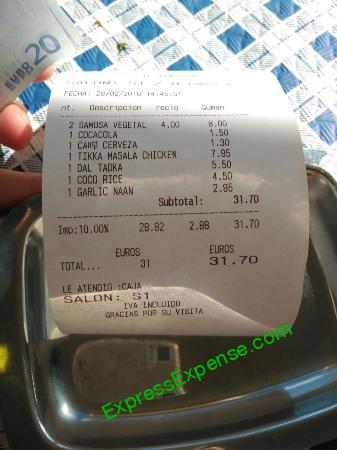 EURO 20
FECHA: 28/02/2016 14:45:51
nt. Descripcion recio Suman
2 SAMOSA VEGETAL 4.00 8.00
1 COCACOLA 1.50
1 CERVEZA 1.30
1 TIKKA MASALA CHICKEN 7.95
1 DAL TADKA 5.50
1 COCO RICE 4.50
1 GARLIC NAAN 2.95
Subtotal: 31.70
Imp:10.00% 28.82 2.88 31.70
EUROS EUROS
TOTAL... 31 31.70
LE ATENDIO :CAJA
SALON: S1
IVA INCLUIDO
GRACIAS POR SU VISITA
ExpressExpense.com